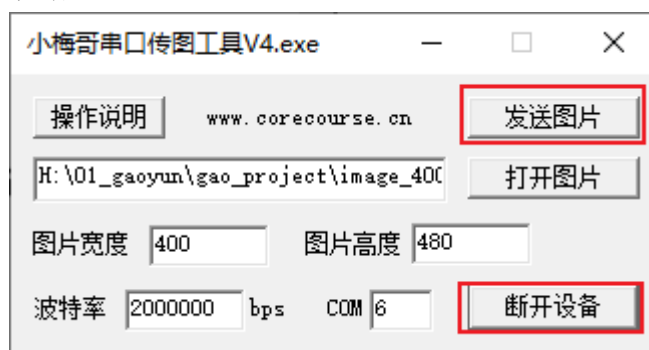 小梅哥串口传图工具V4.exe
操作说明 www.corecourse.cn 发送图片
H:\01_gaoyun\gao_project\image_400 打开图片
图片宽度 400 图片高度 480
波特率 2000000 bps COM 6 断开设备